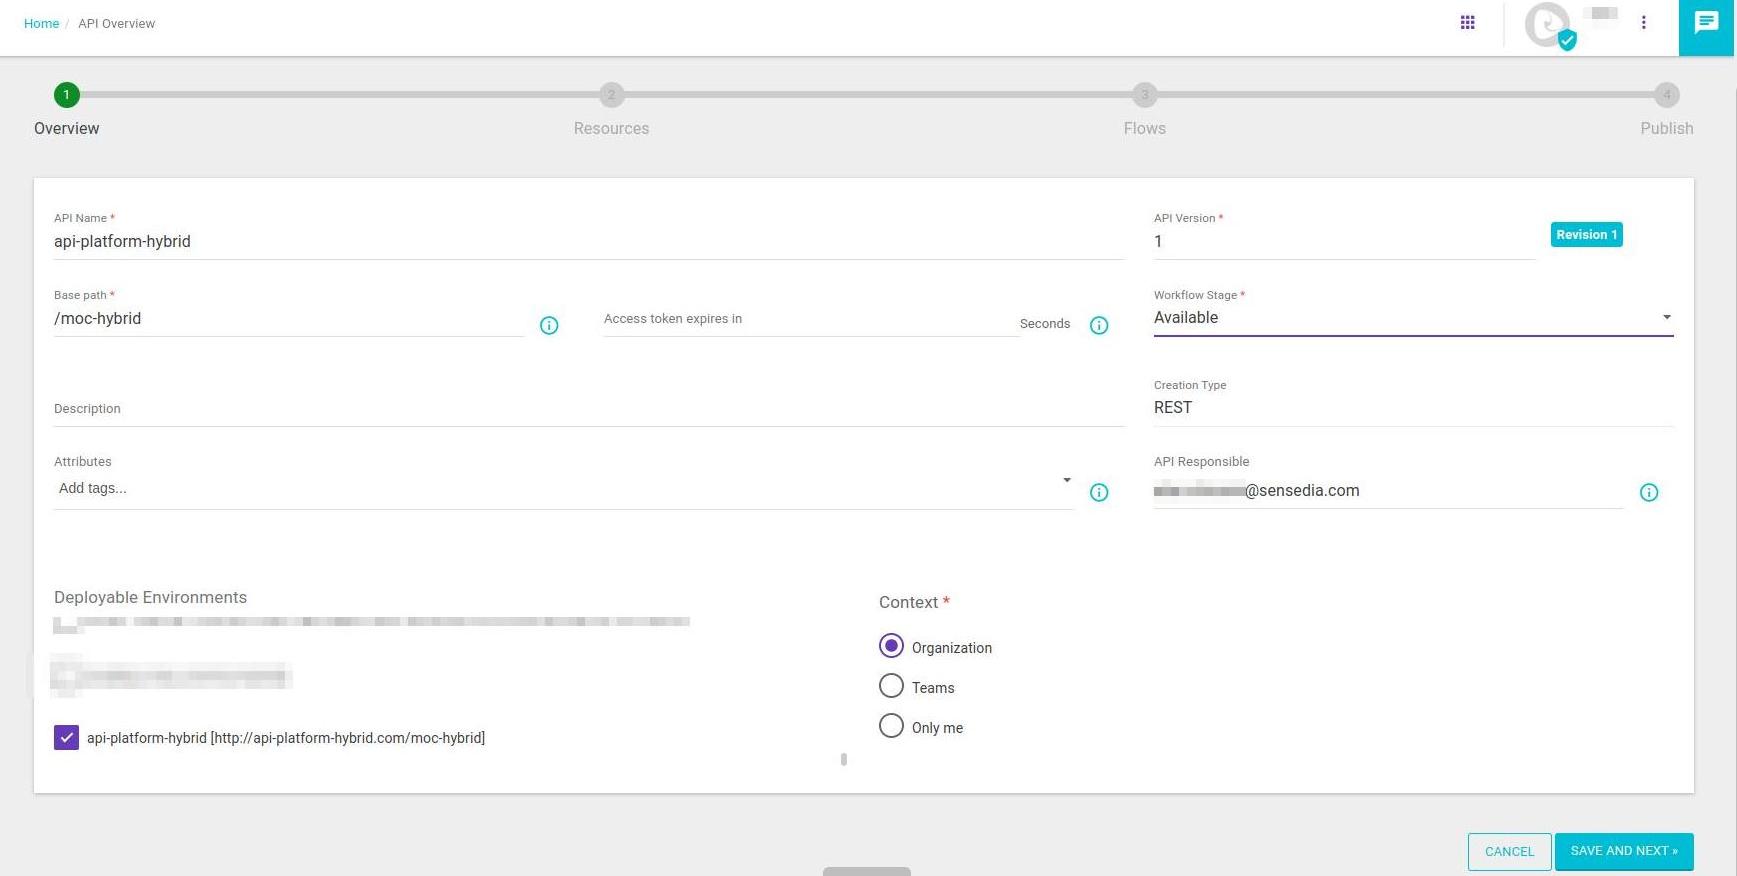 Home / API Overview
1 2 3 4
Overview Resources Flows Publish
API Name *
api-platform-hybrid
API Version *
1
Revision 1
Base path *
/moc-hybrid
Access token expires in
Seconds
Workflow Stage *
Available
Description
Creation Type
REST
Attributes
Add tags...
API Responsible
@sensedia.com
Deployable Environments
api-platform-hybrid [http://api-platform-hybrid.com/moc-hybrid]
Context *
Organization
Teams
Only me
CANCEL
SAVE AND NEXT »